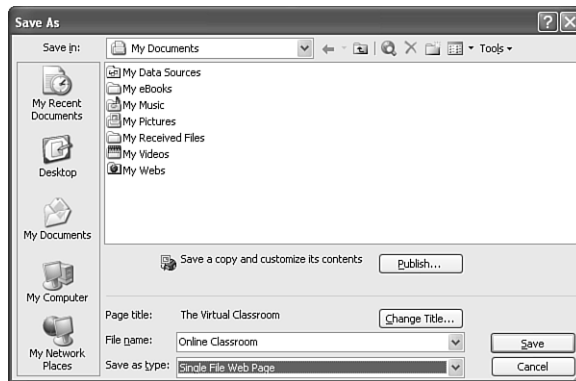 Save As
Save in: My Documents Tools
My Recent
Documents
Desktop
My Documents
My Computer
My Network
Places
My Data Sources
My eBooks
My Music
My Pictures
My Received Files
My Videos
My Webs
Save a copy and customize its contents Publish...
Page title: The Virtual Classroom Change Title...
File name: Online Classroom Save
Save as type: Single File Web Page Cancel